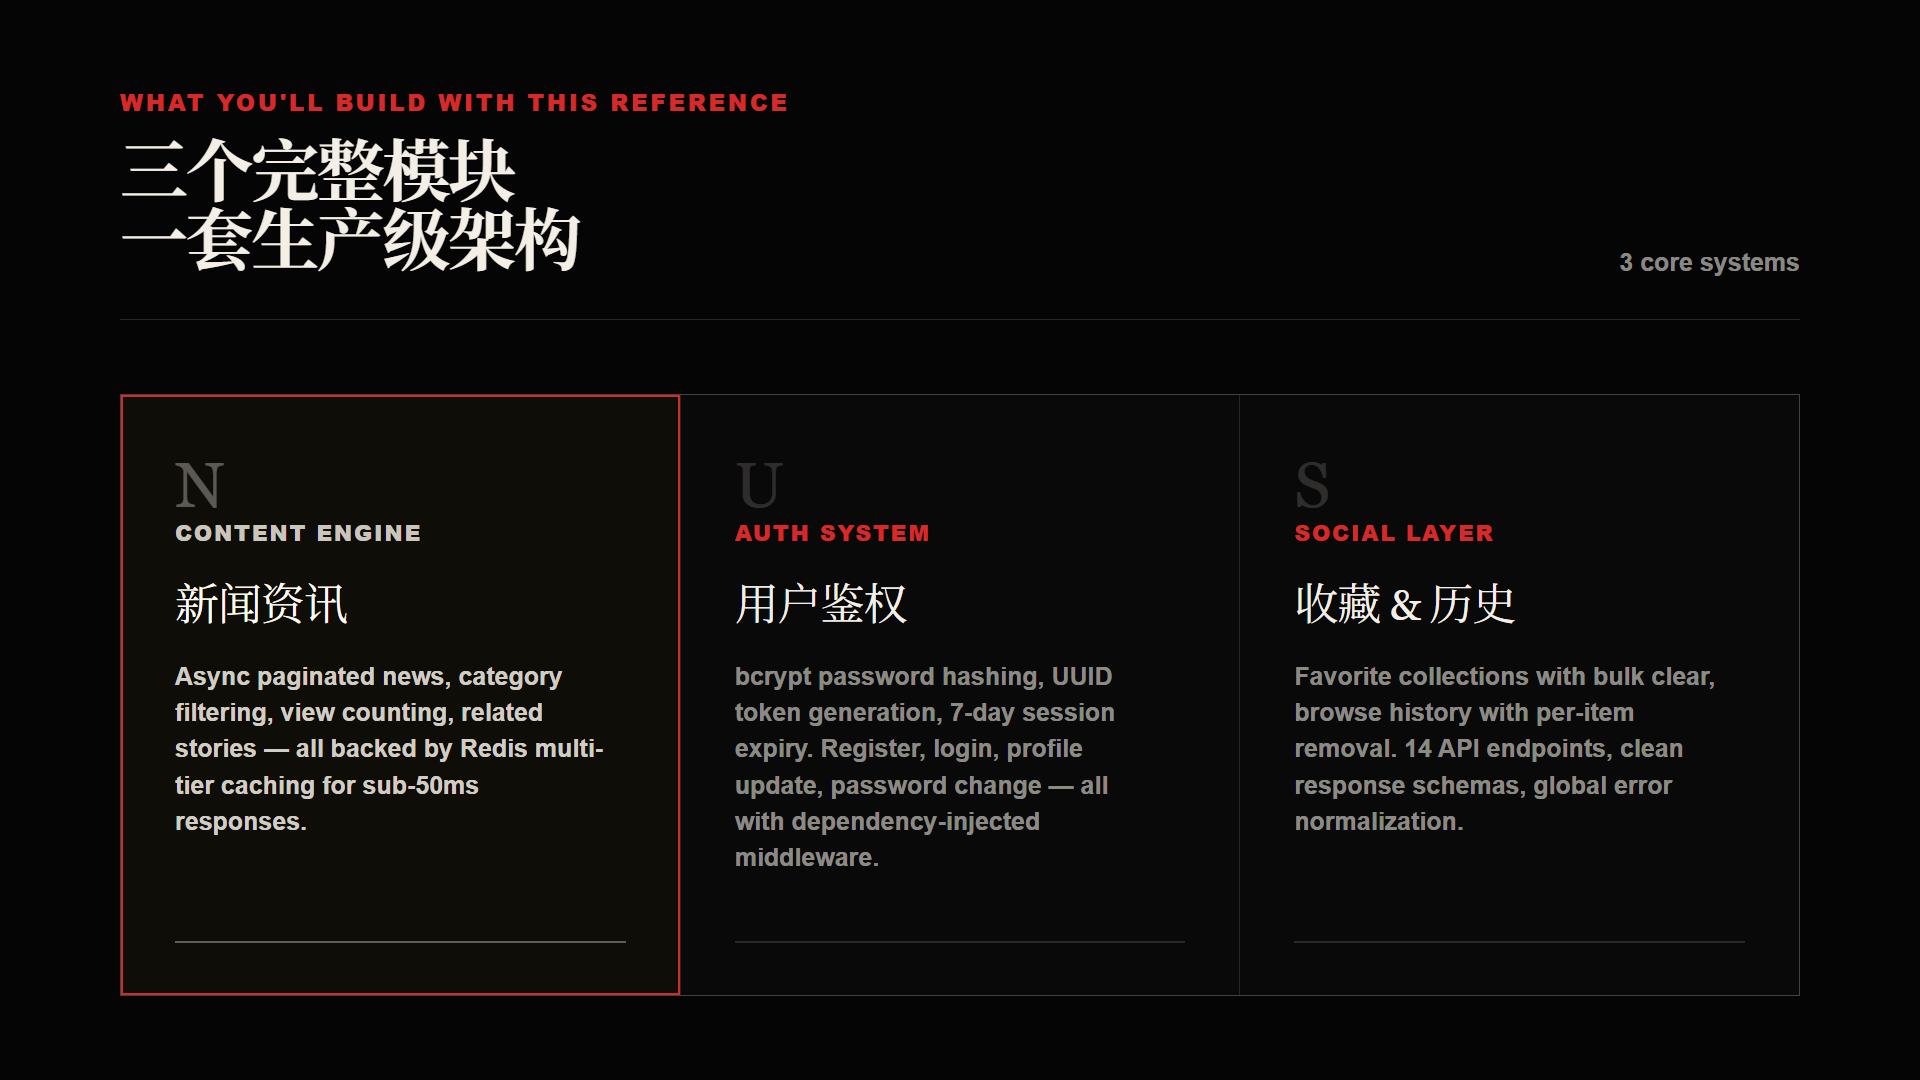 WHAT YOU'LL BUILD WITH THIS REFERENCE
三个完整模块
一套生产级架构
3 core systems
N
CONTENT ENGINE
新闻资讯
Async paginated news, category
filtering, view counting, related
stories — all backed by Redis multi-
tier caching for sub-50ms
responses.
U
AUTH SYSTEM
用户鉴权
bcrypt password hashing, UUID
token generation, 7-day session
expiry. Register, login, profile
update, password change — all
with dependency-injected
middleware.
S
SOCIAL LAYER
收藏 & 历史
Favorite collections with bulk clear,
browse history with per-item
removal. 14 API endpoints, clean
response schemas, global error
normalization.